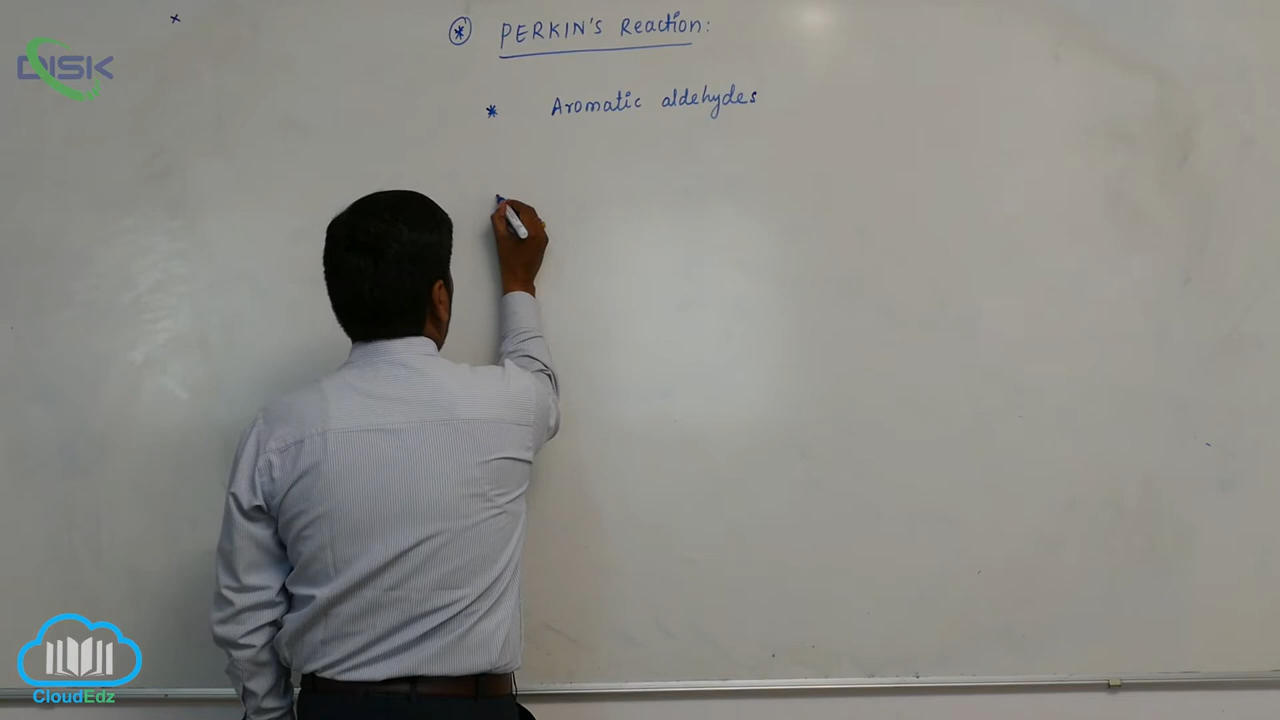 DISK
* PERKIN'S Reaction:
* Aromatic aldehydes
CloudEdz